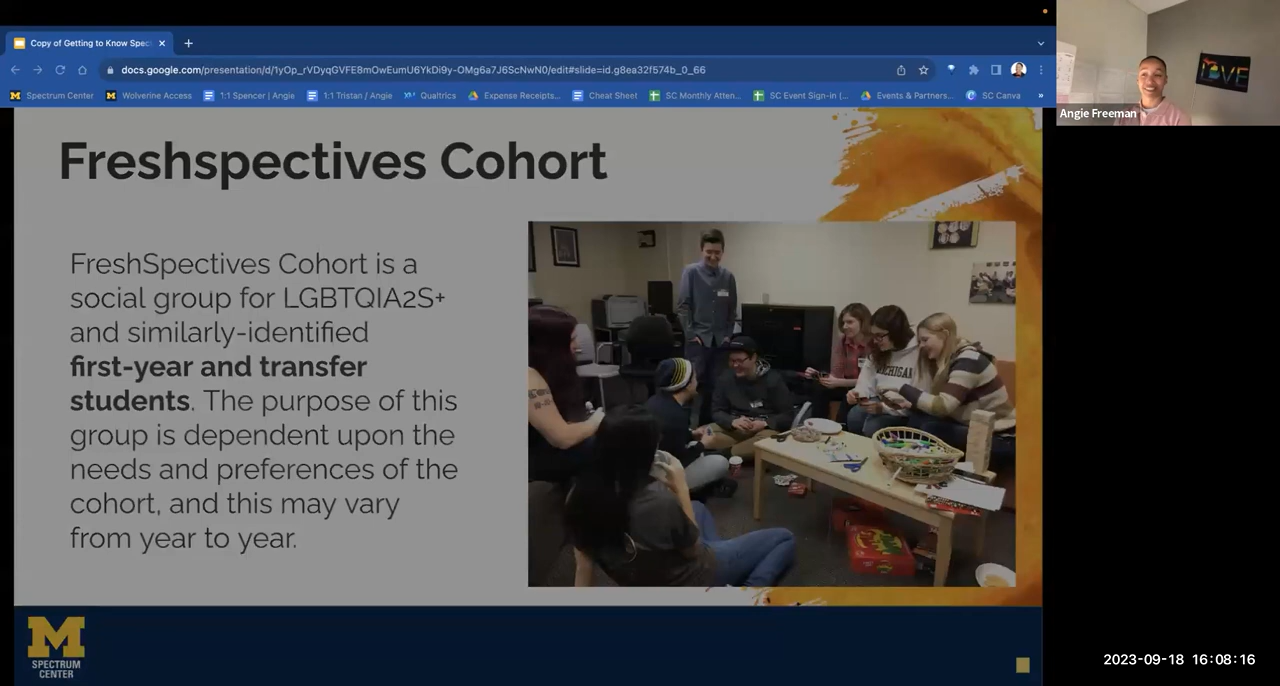 Copy of Getting to Know Spec
docs.google.com/presentation/d/1yOp_rVDyqGVFE8mOwEumU6YkDi9y-OMg6a7J6ScNwN0/edit#slide=id.g8ea32f574b_0_66
Spectrum Center
Wolverine Access
1:1 Spencer | Angie
1:1 Tristan / Angie
Qualtrics
Expense Receipts...
Cheat Sheet
SC Monthly Atten...
SC Event Sign-in (...
Events & Partners...
SC Canva
»
LOVE
Angie Freeman
Freshspectives Cohort
FreshSpectives Cohort is a
social group for LGBTQIA2S+
and similarly-identified
first-year and transfer
students. The purpose of this
group is dependent upon the
needs and preferences of the
cohort, and this may vary
from year to year.
MICHIGAN
M
SPECTRUM
CENTER
2023-09-18 16:08:16